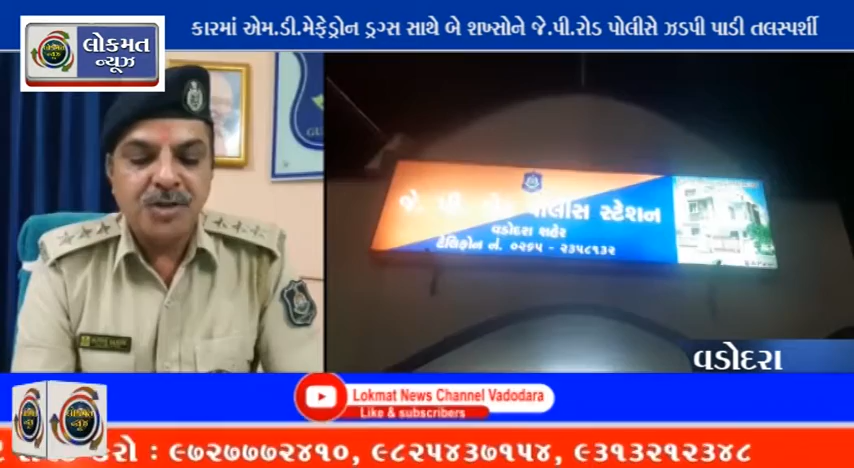 કારમાં એમ.ડી.મેફેડ્રોન ડ્રગ્સ સાથે બે શખ્સોને જે.પી.રોડ પોલીસે ઝડપી પાડી તલસ્પર્શી
લોકમત
ન્યૂઝ
જે. પી. રોડ પોલીસ સ્ટેશન
વડોદરા શહેર
ટેલિફોન નં. ૦૨૬૫ - ૨૩૫૮૧૩૨
વડોદરા
Lokmat News Channel Vadodara
Like & subscribers
કરો : ૯૭૨૭૭૭૨૪૧૦, ૯૮૨૫૪૩૭૧૫૪, ૯૩૧૩૨૧૨૩૪૮